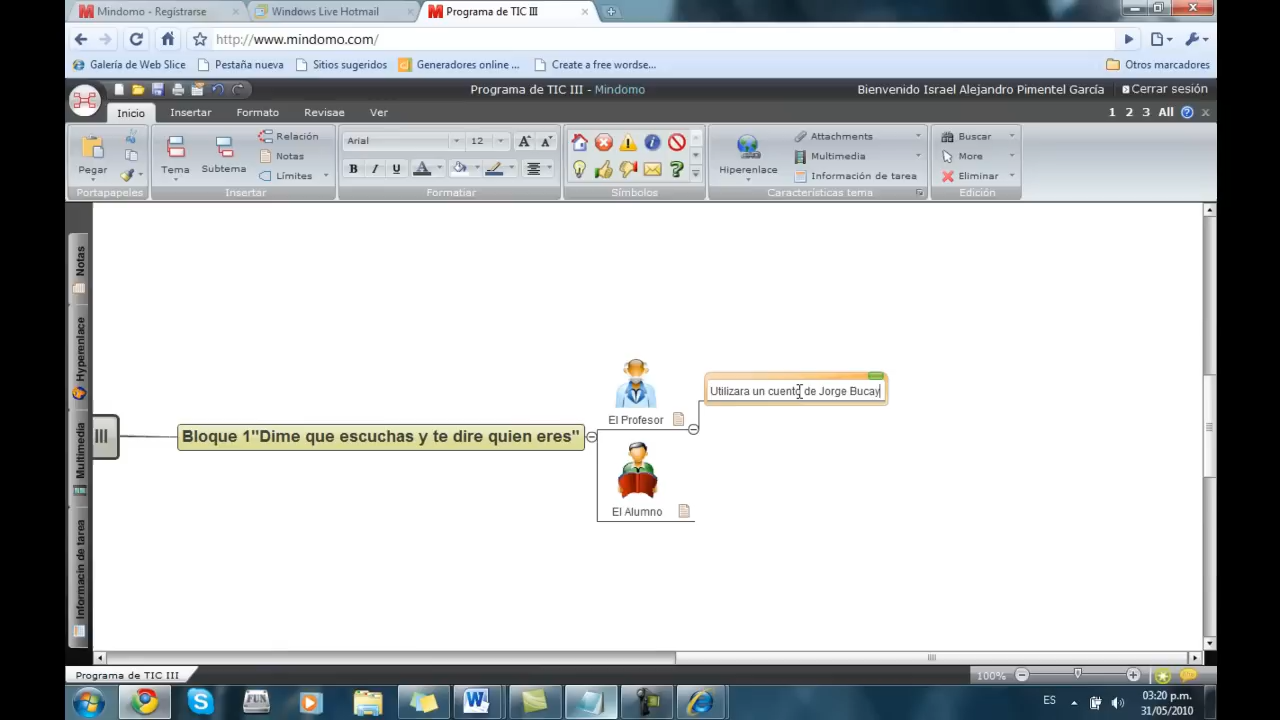 Mindomo - Registrarse
Windows Live Hotmail
Programa de TIC III
http://www.mindomo.com/
Galería de Web Slice
Pestaña nueva
Sitios sugeridos
Generadores online ...
Create a free wordse...
Otros marcadores
Programa de TIC III - Mindomo
Bienvenido Israel Alejandro Pimentel García
Cerrar sesión
Inicio
Insertar
Formato
Revisae
Ver
1 2 3 All
Pegar
Portapapeles
Tema
Subtema
Relación
Notas
Límites
Insertar
Arial
12
Formatiar
Símbolos
Hiperenlace
Attachments
Multimedia
Información de tarea
Características tema
Buscar
More
Eliminar
Edición
Notas
Hyperenlace
Multimedia
Informacin de tarea
III
Bloque 1"Dime que escuchas y te dire quien eres"
El Profesor
El Alumno
Utilizara un cuento de Jorge Bucay
Programa de TIC III
100%
FUN
ES
03:20 p.m.
31/05/2010